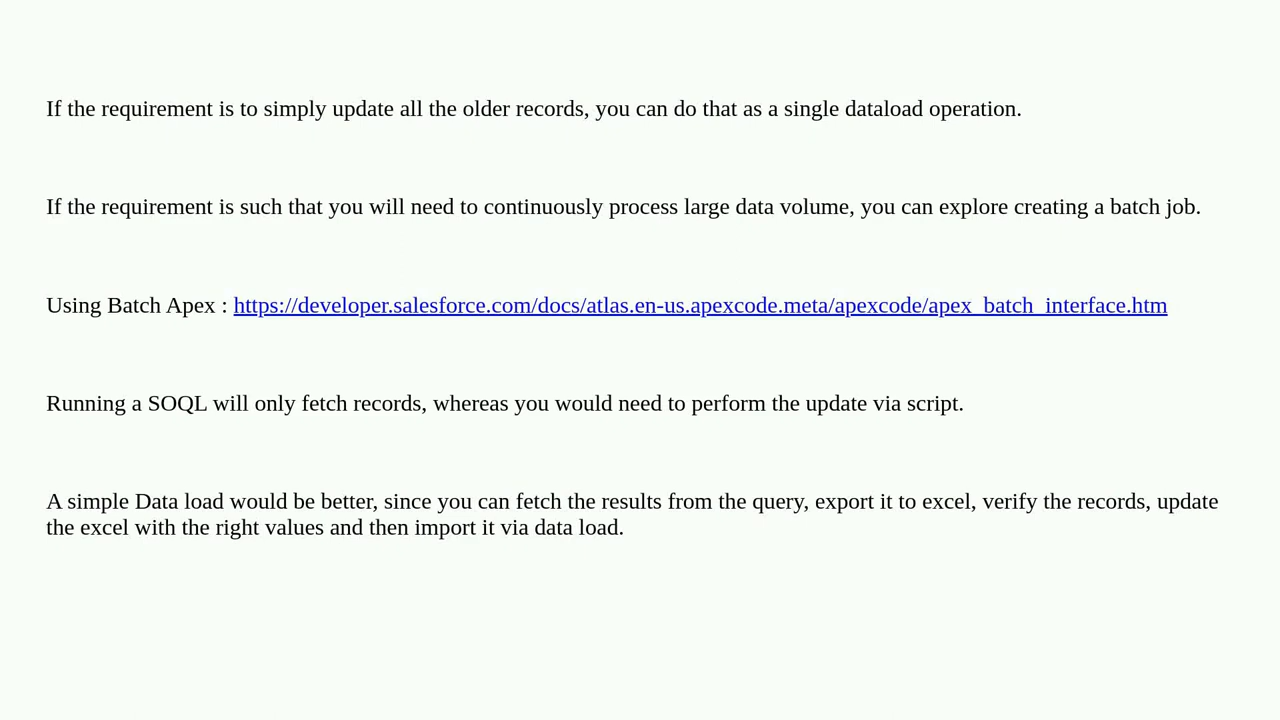 If the requirement is to simply update all the older records, you can do that as a single dataload operation.
If the requirement is such that you will need to continuously process large data volume, you can explore creating a batch job.
Using Batch Apex : https://developer.salesforce.com/docs/atlas.en-us.apexcode.meta/apexcode/apex_batch_interface.htm
Running a SOQL will only fetch records, whereas you would need to perform the update via script.
A simple Data load would be better, since you can fetch the results from the query, export it to excel, verify the records, update
the excel with the right values and then import it via data load.